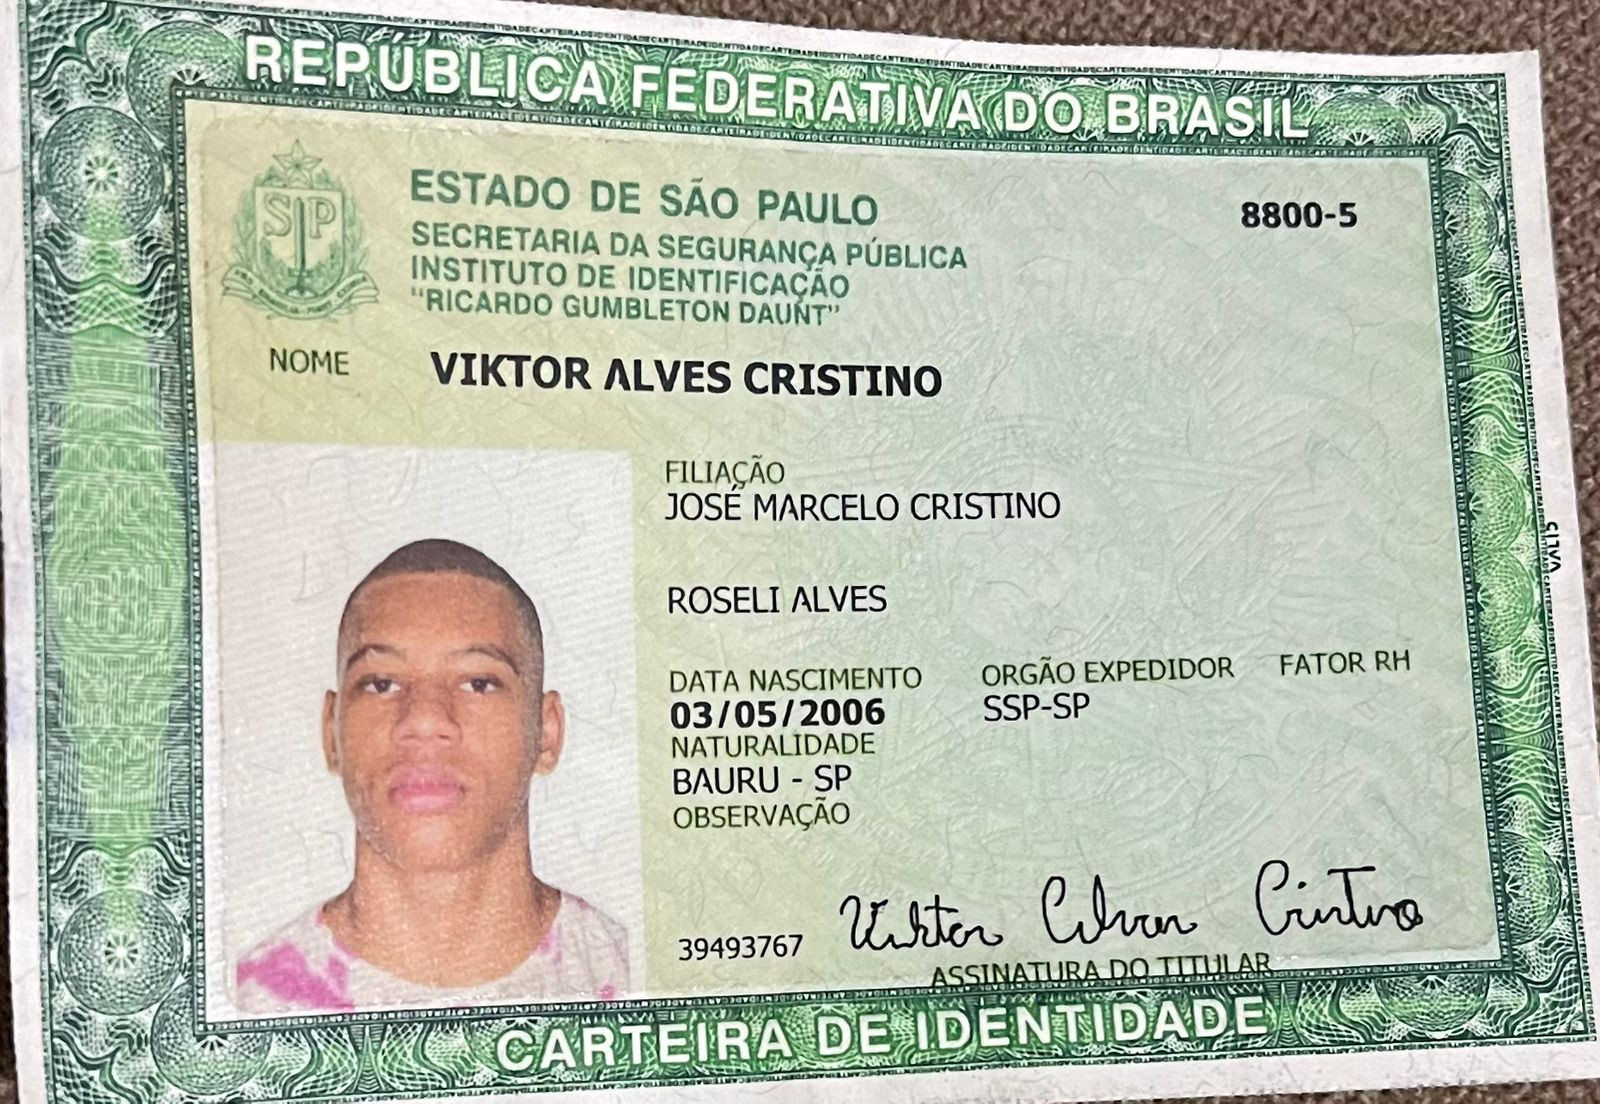 REPÚBLICA FEDERATIVA DO BRASIL
SP
ESTADO DE SÃO PAULO
8800-5
SECRETARIA DA SEGURANÇA PÚBLICA
INSTITUTO DE IDENTIFICAÇÃO
"RICARDO GUMBLETON DAUNT"
NOME VIKTOR ALVES CRISTINO
FILIAÇÃO
JOSÉ MARCELO CRISTINO
ROSELI ALVES
DATA NASCIMENTO ORGÃO EXPEDIDOR FATOR RH
03/05/2006 SSP-SP
NATURALIDADE
BAURU - SP
OBSERVAÇÃO
39493767 Viktor Alves Cristino
ASSINATURA DO TITULAR
CARTEIRA DE IDENTIDADE